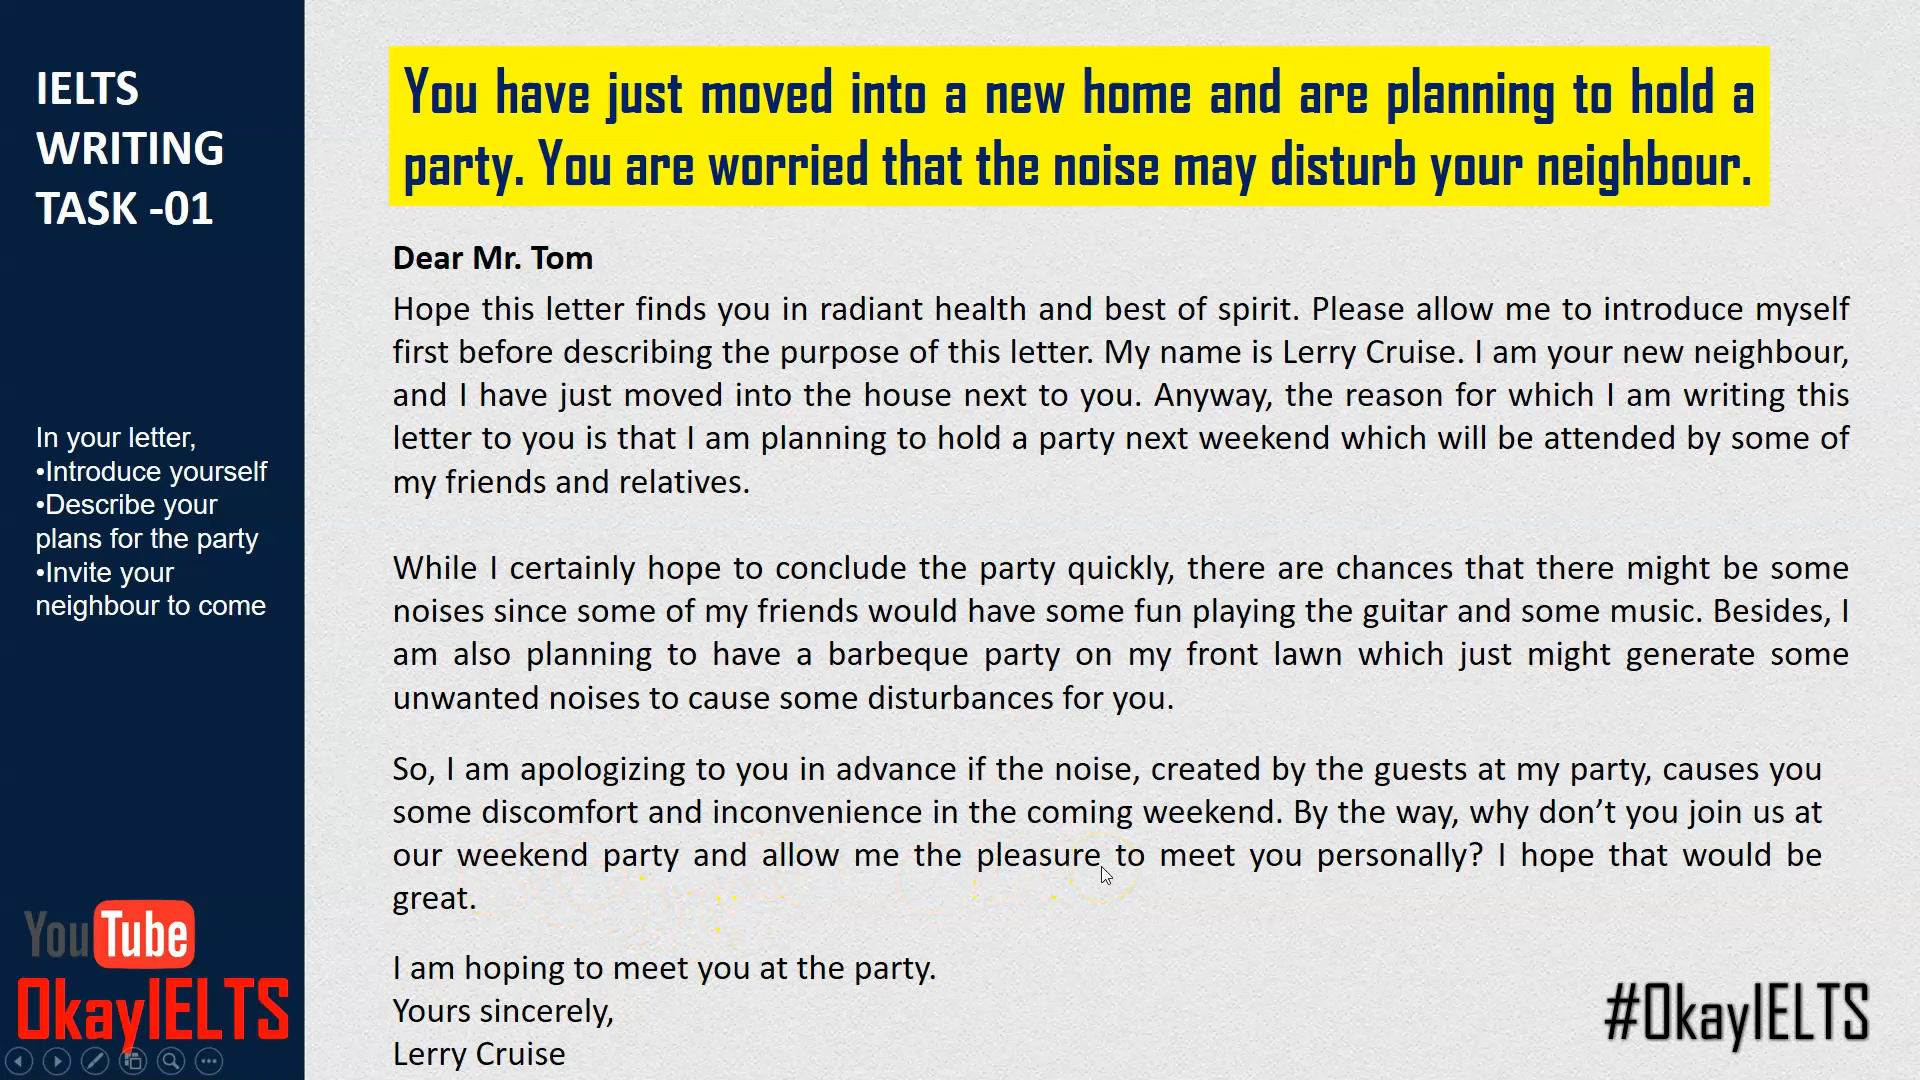 IELTS
WRITING
TASK -01
In your letter,
•Introduce yourself
•Describe your
plans for the party
•Invite your
neighbour to come
YouTube
OkayIELTS
You have just moved into a new home and are planning to hold a
party. You are worried that the noise may disturb your neighbour.
Dear Mr. Tom
Hope this letter finds you in radiant health and best of spirit. Please allow me to introduce myself
first before describing the purpose of this letter. My name is Lerry Cruise. I am your new neighbour,
and I have just moved into the house next to you. Anyway, the reason for which I am writing this
letter to you is that I am planning to hold a party next weekend which will be attended by some of
my friends and relatives.
While I certainly hope to conclude the party quickly, there are chances that there might be some
noises since some of my friends would have some fun playing the guitar and some music. Besides, I
am also planning to have a barbeque party on my front lawn which just might generate some
unwanted noises to cause some disturbances for you.
So, I am apologizing to you in advance if the noise, created by the guests at my party, causes you
some discomfort and inconvenience in the coming weekend. By the way, why don’t you join us at
our weekend party and allow me the pleasure to meet you personally? I hope that would be
great.
I am hoping to meet you at the party.
Yours sincerely,
Lerry Cruise
#OkayIELTS